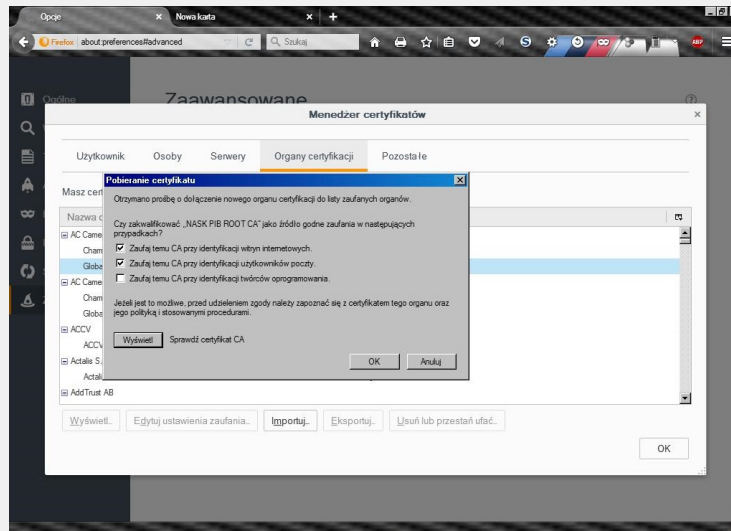 Opcje
Nowa karta
Firefox
about:preferences#advanced
Szukaj
ABP
Ogólne
Zaawansowane
Menedżer certyfikatów
Użytkownik
Osoby
Serwery
Organy certyfikacji
Pozostałe
Masz cert
Nazwa
Pobieranie certyfikatu
Otrzymano prośbę o dołączenie nowego organu certyfikacji do listy zaufanych organów.
Czy zakwalifikować „NASK PIB ROOT CA" jako źródło godne zaufania w następujących
przypadkach?
Zaufaj temu CA przy identyfikacji witryn internetowych.
Zaufaj temu CA przy identyfikacji użytkowników poczty.
Zaufaj temu CA przy identyfikacji twórców oprogramowania.
Jeżeli jest to możliwe, przed udzieleniem zgody należy zapoznać się z certyfikatem tego organu oraz
jego polityką i stosowanymi procedurami.
Wyświetl
Sprawdź certyfikat CA
OK
Anuluj
AC Came
Cham
Globa
AC Came
Cham
Globa
ACCV
ACCV
Actalis S.
Actali
AddTrust AB
Wyświetl..
Edytuj ustawienia zaufania..
Importuj..
Eksportuj..
Usuń lub przestań ufać..
OK